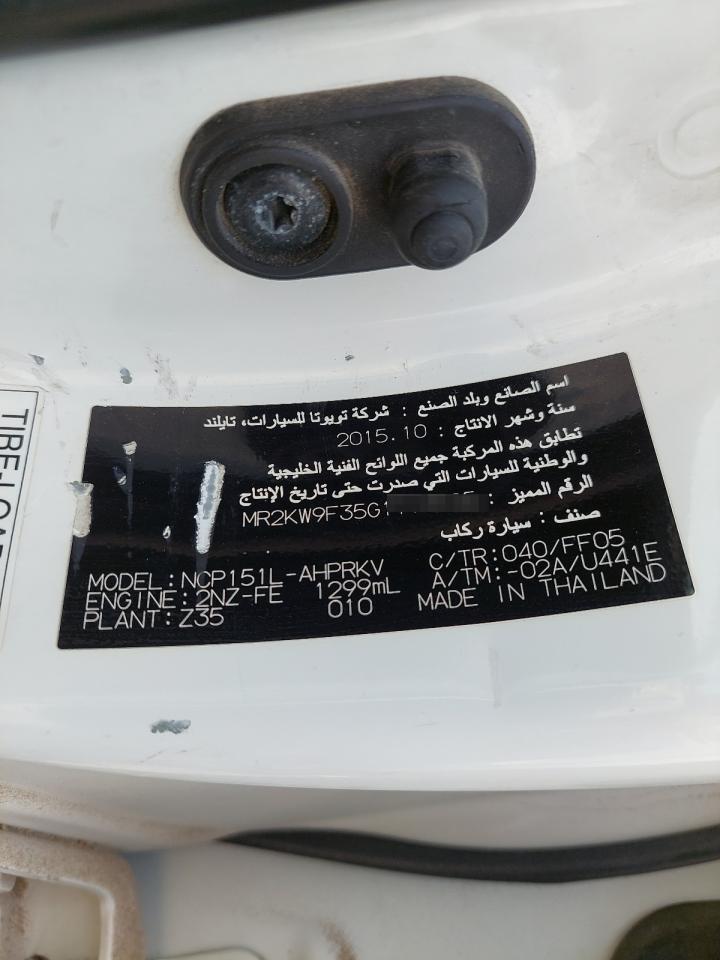 اسم الصانع وبلد الصنع : شركة تويوتا للسيارات، تايلند
سنة وشهر الانتاج : 2015.10
تطابق هذه المركبة جميع اللوائح الفنية الخليجية
والوطنية للسيارات التي صدرت حتى تاريخ الإنتاج
الرقم المميز :
MR2KW9F35G1
صنف : سيارة ركاب
MODEL:NCP151L-AHPRKV C/TR:040/FF05
ENGINE:2NZ-FE 1299mL A/TM:-02A/U441E
PLANT:Z35 010 MADE IN THAILAND
TIRE